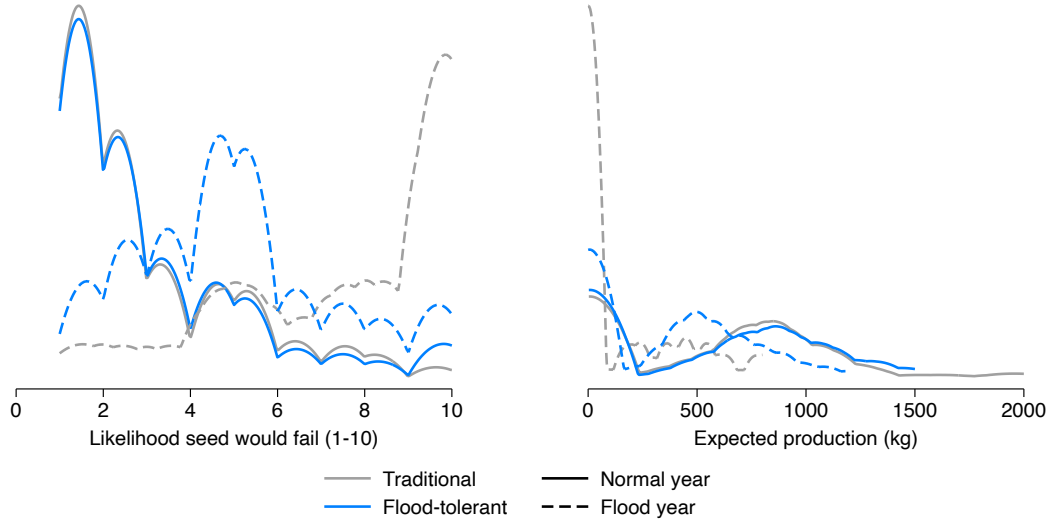 0 2 4 6 8 10
Likelihood seed would fail (1-10)
0 500 1000 1500 2000
Expected production (kg)
Traditional Normal year
Flood-tolerant Flood year